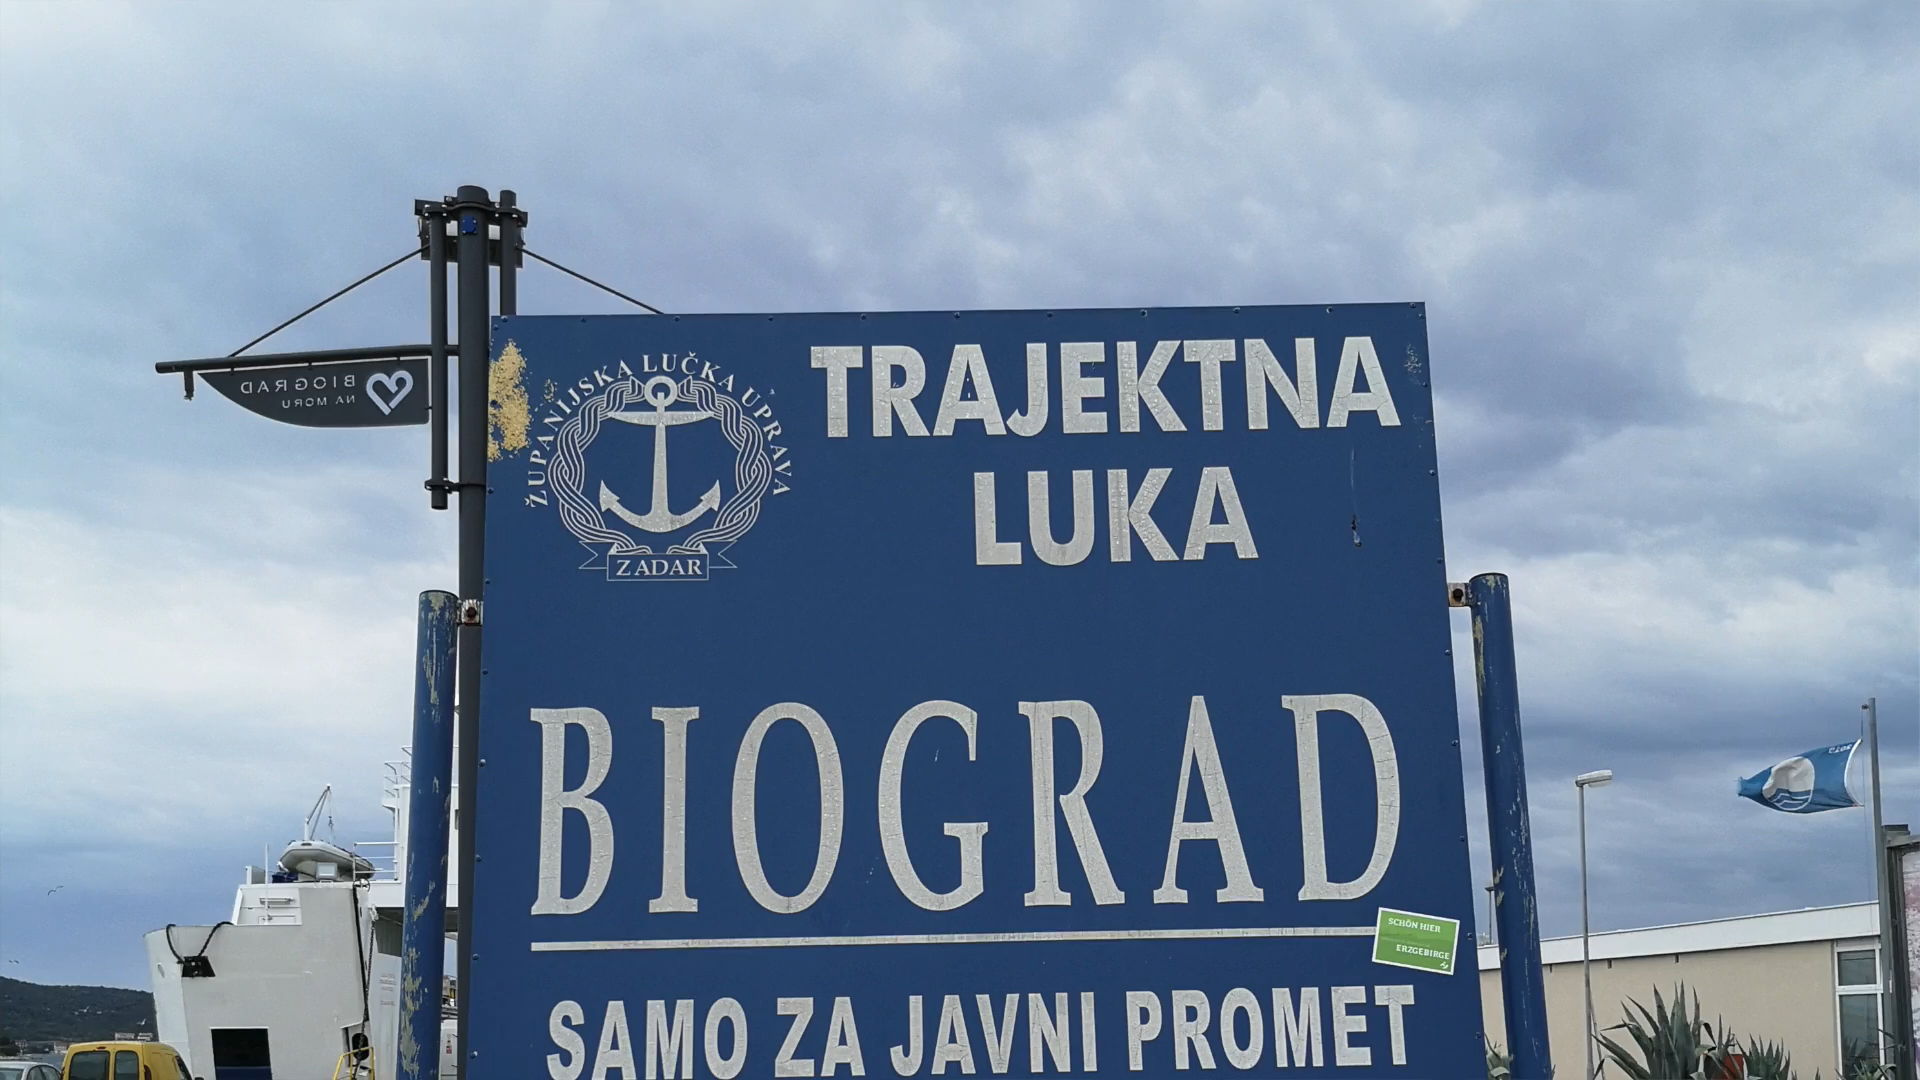 BIOGRAD
NA MORU
ŽUPANIJSKA LUČKA UPRAVA
ZADAR
TRAJEKTNA
LUKA
BIOGRAD
SCHÖN HIER
ERZGEBIRGE
SAMO ZA JAVNI PROMET